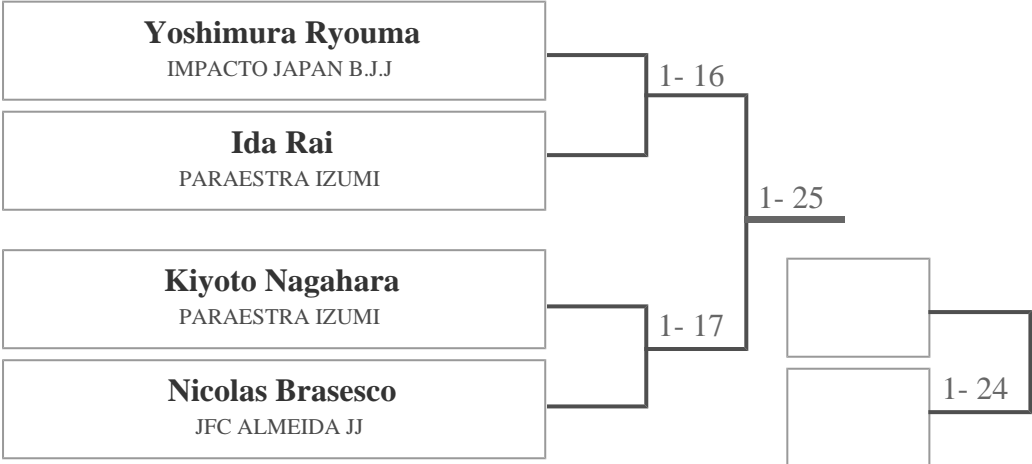 Yoshimura Ryouma
IMPACTO JAPAN B.J.J
1- 16
Ida Rai
PARAESTRA IZUMI
1- 25
Kiyoto Nagahara
PARAESTRA IZUMI
1- 17
Nicolas Brasesco
JFC ALMEIDA JJ
1- 24